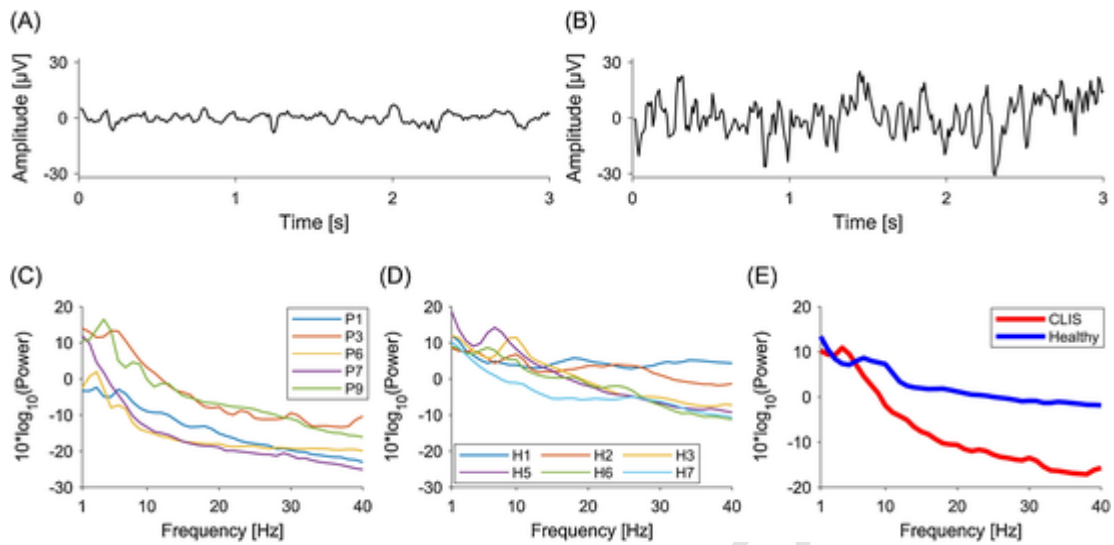 (A)
Amplitude [µV]
30
0
-30
0 1 2 3
Time [s]
(B)
Amplitude [µV]
30
0
-30
0 1 2 3
Time [s]
(C)
10*log10(Power)
20
10
0
-10
-20
-30
1 10 20 30 40
Frequency [Hz]
P1
P3
P6
P7
P9
(D)
10*log10(Power)
20
10
0
-10
-20
-30
1 10 20 30 40
Frequency [Hz]
H1 H2 H3
H5 H6 H7
(E)
10*log10(Power)
20
10
0
-10
-20
1 10 20 30 40
Frequency [Hz]
CLIS
Healthy